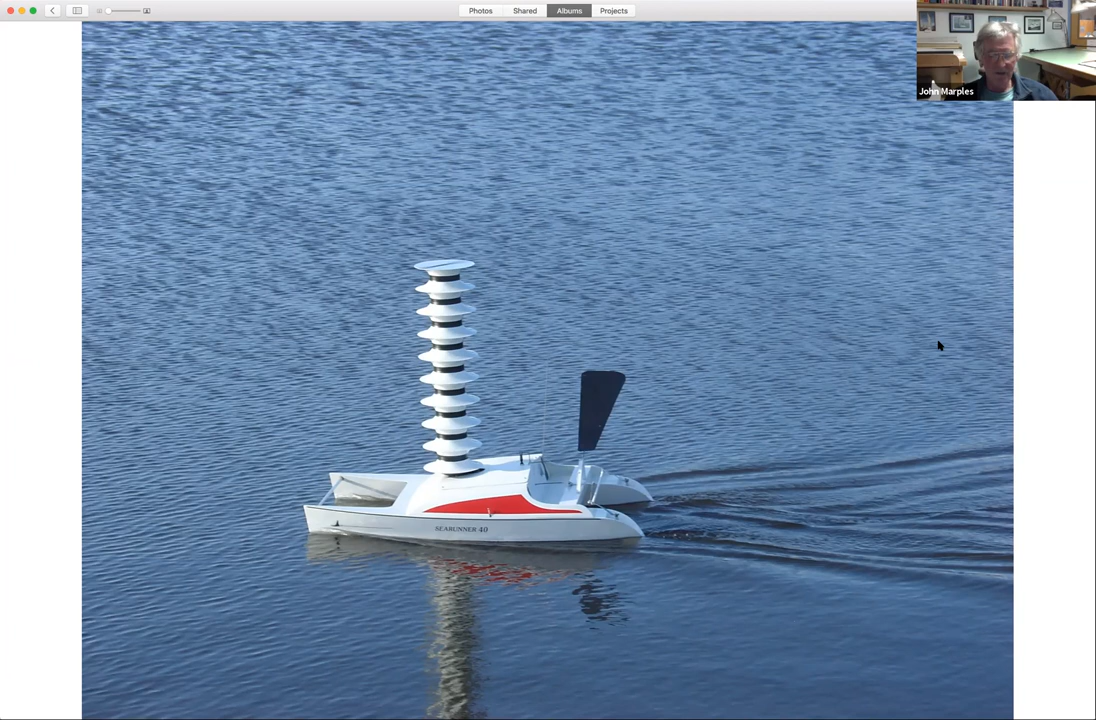 Photos
Shared
Albums
Projects
John Marples
SEARUNNER 40